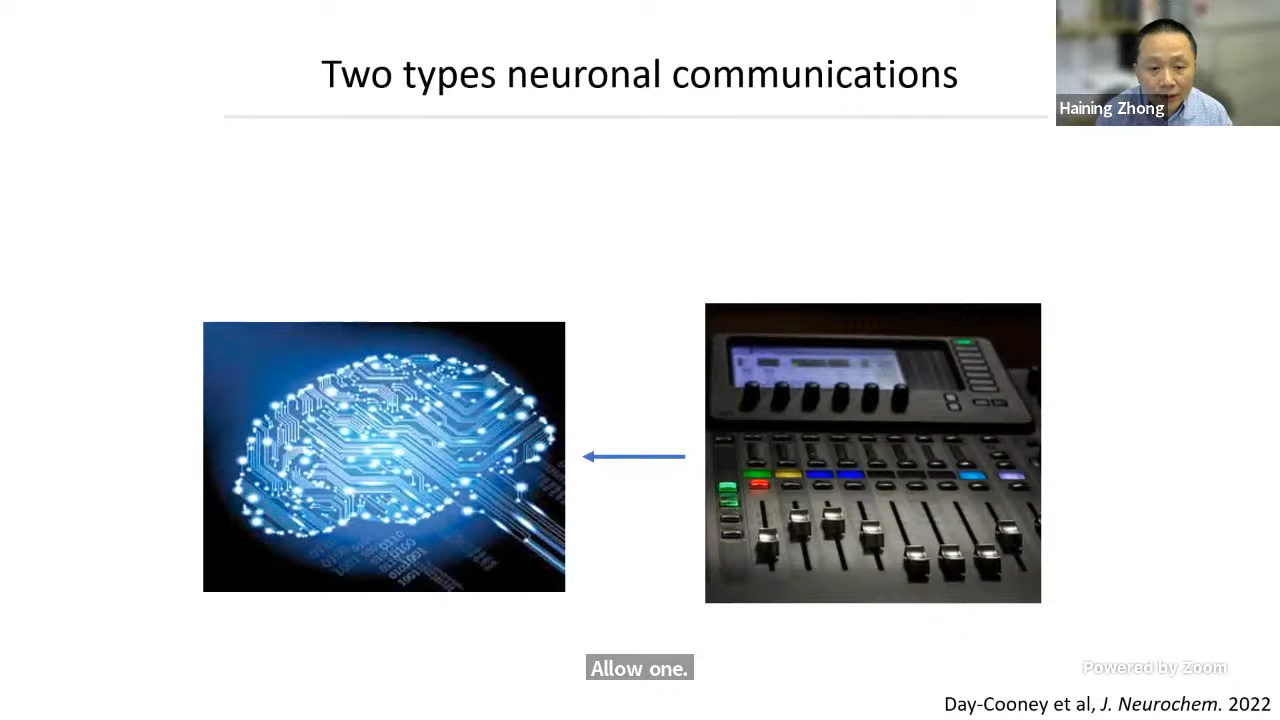 Two types neuronal communications
Haining Zhong
Allow one.
Powered by Zoom
Day-Cooney et al, J. Neurochem. 2022